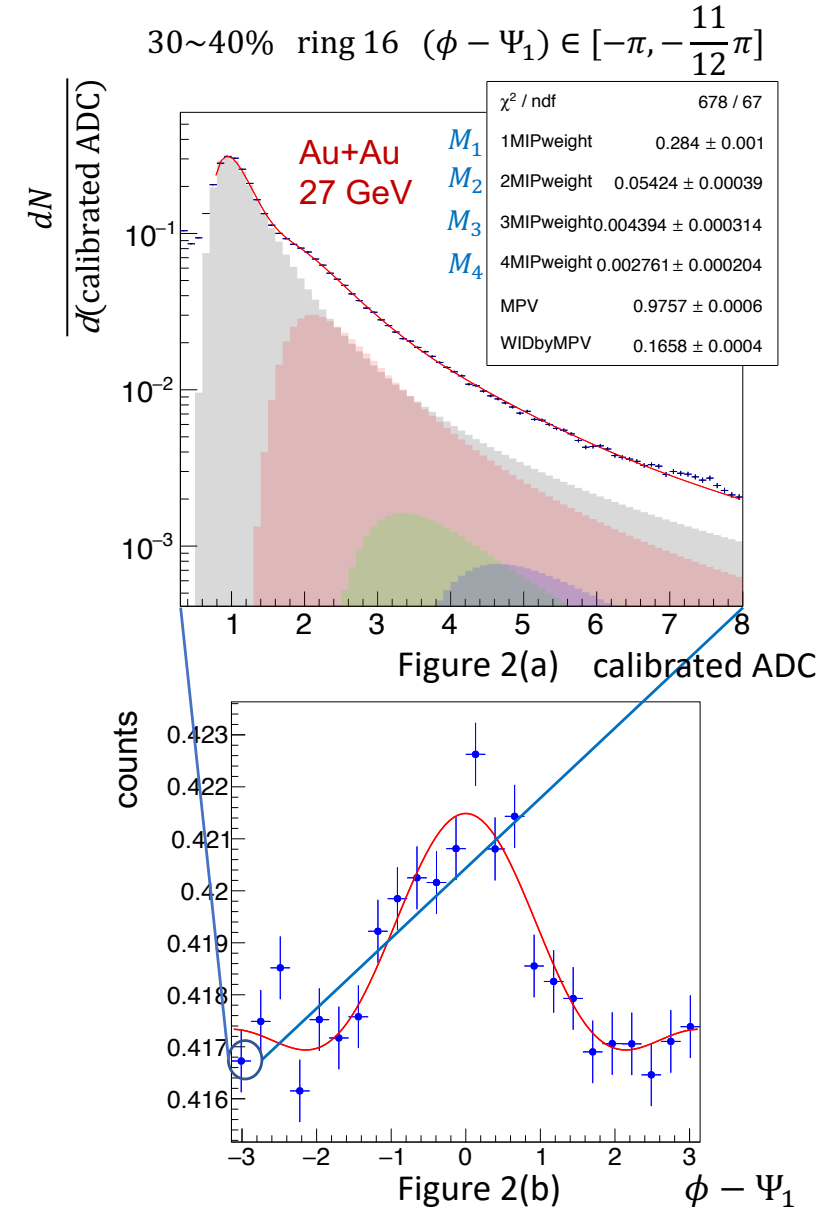 30~40% ring 16 (ϕ − Ψ₁) ∈ [−π, −11/12 π]
dN / d(calibrated ADC)
Au+Au
27 GeV
M₁
M₂
M₃
M₄
χ² / ndf 678 / 67
1MIPweight 0.284 ± 0.001
2MIPweight 0.05424 ± 0.00039
3MIPweight 0.004394 ± 0.000314
4MIPweight 0.002761 ± 0.000204
MPV 0.9757 ± 0.0006
WIDbyMPV 0.1658 ± 0.0004
10⁻¹
10⁻²
10⁻³
1 2 3 4 5 6 7 8
Figure 2(a) calibrated ADC
counts
0.423
0.422
0.421
0.42
0.419
0.418
0.417
0.416
−3 −2 −1 0 1 2 3
Figure 2(b) ϕ − Ψ₁